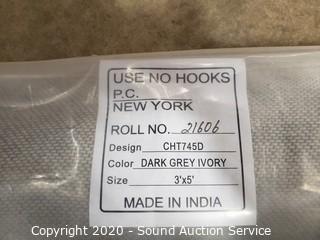 USE NO HOOKS
P.C.
NEW YORK
ROLL NO. 21606
Design CHT745D
Color DARK GREY IVORY
Size 3'x5'
MADE IN INDIA
Copyright 2020 - Sound Auction Service